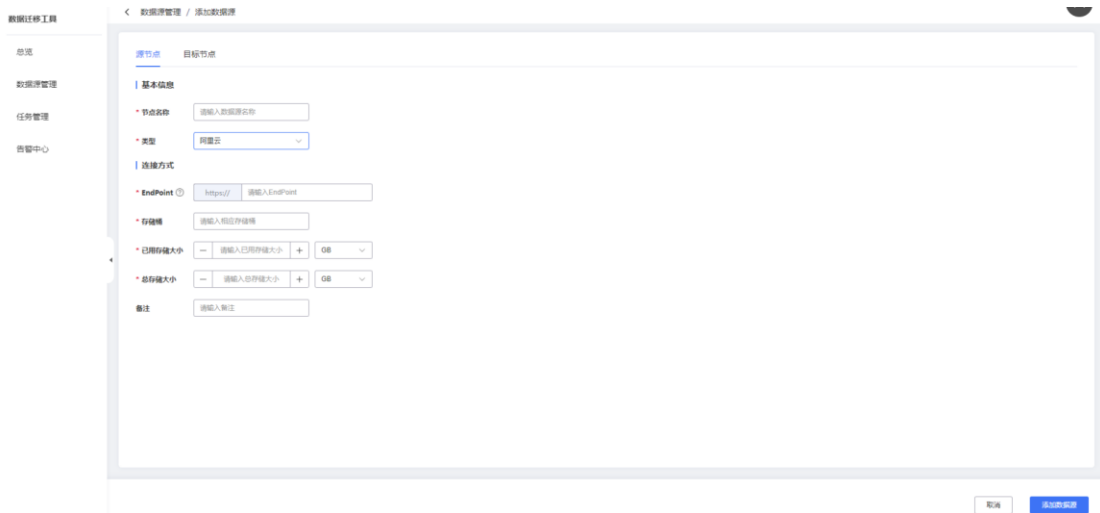 数据迁移工具
总览
数据源管理
任务管理
告警中心
数据源管理 / 添加数据源
源节点 目标节点
基本信息
* 节点名称 请输入数据源名称
* 类型 阿里云
连接方式
* EndPoint https:// 请输入EndPoint
* 存储桶 请输入相应存储桶
* 已用存储大小 − 请输入已用存储大小 + GB
* 总存储大小 − 请输入总存储大小 + GB
备注 请输入备注
取消 添加数据源